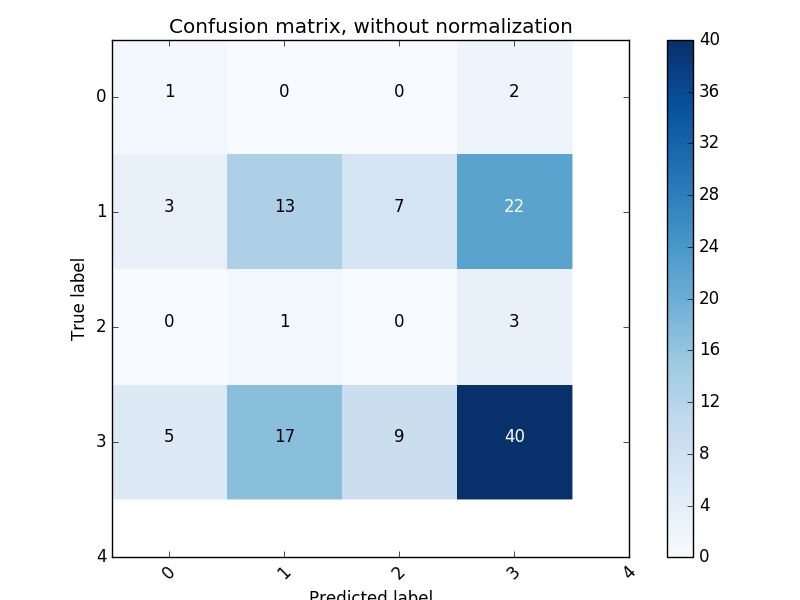 Confusion matrix, without normalization
0 1 0 0 2
1 3 13 7 22
2 0 1 0 3
3 5 17 9 40
4
True label
0 1 2 3 4
Predicted label
40
36
32
28
24
20
16
12
8
4
0